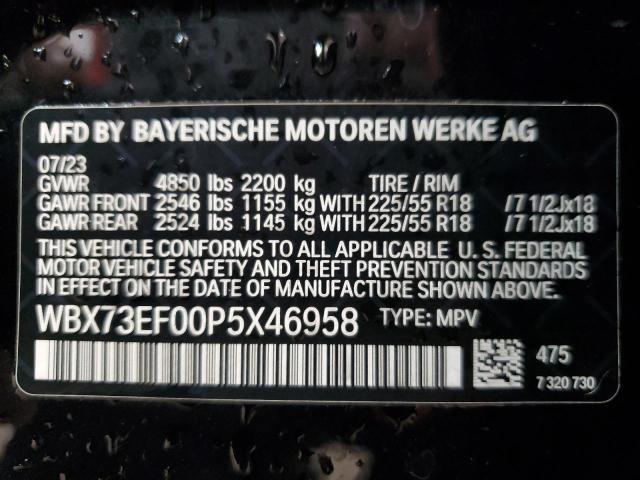 MFD BY BAYERISCHE MOTOREN WERKE AG
07/23
GVWR 4850 lbs 2200 kg TIRE / RIM
GAWR FRONT 2546 lbs 1155 kg WITH 225/55 R18 /7 1/2Jx18
GAWR REAR 2524 lbs 1145 kg WITH 225/55 R18 /7 1/2Jx18
THIS VEHICLE CONFORMS TO ALL APPLICABLE U. S. FEDERAL
MOTOR VEHICLE SAFETY AND THEFT PREVENTION STANDARDS
IN EFFECT ON THE DATE OF MANUFACTURE SHOWN ABOVE.
WBX73EF00P5X46958 TYPE: MPV
475
7 320 730